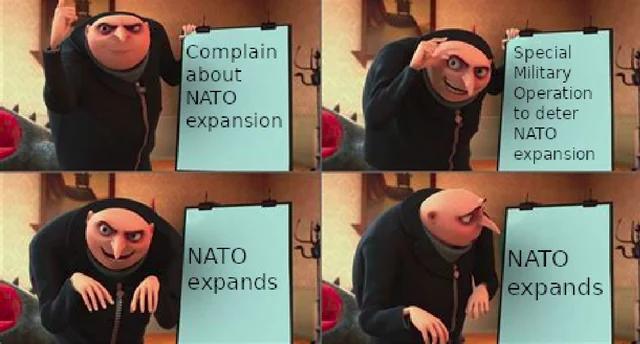 Complain
about
NATO
expansion
Special
Military
Operation
to deter
NATO
expansion
NATO
expands
NATO
expands